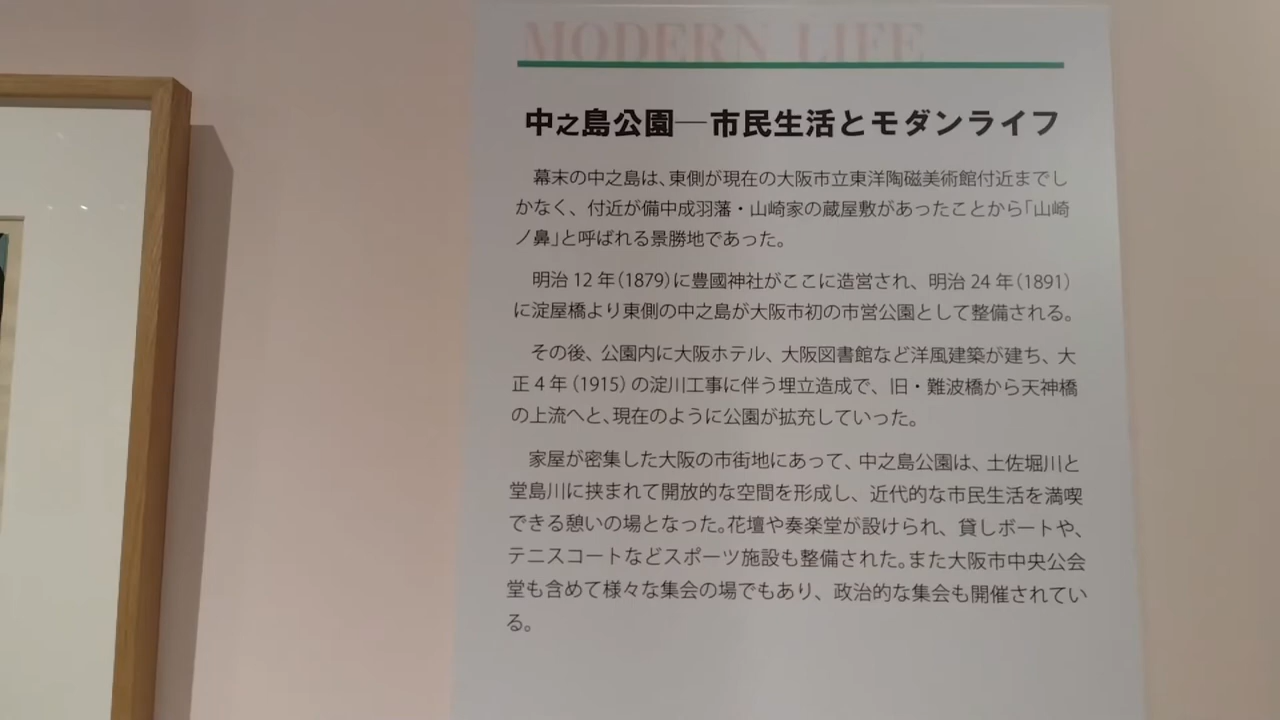 MODERN LIFE
中之島公園―市民生活とモダンライフ
幕末の中之島は、東側が現在の大阪市立東洋陶磁美術館付近までし
かなく、付近が備中成羽藩・山崎家の蔵屋敷があったことから「山崎
ノ鼻」と呼ばれる景勝地であった。
明治12年(1879)に豊國神社がここに造営され、明治24年(1891)
に淀屋橋より東側の中之島が大阪市初の市営公園として整備される。
その後、公園内に大阪ホテル、大阪図書館など洋風建築が建ち、大
正4年(1915)の淀川工事に伴う埋立造成で、旧・難波橋から天神橋
の上流へと、現在のように公園が拡充していった。
家屋が密集した大阪の市街地にあって、中之島公園は、土佐堀川と
堂島川に挟まれて開放的な空間を形成し、近代的な市民生活を満喫
できる憩いの場となった。花壇や奏楽堂が設けられ、貸しボートや、
テニスコートなどスポーツ施設も整備された。また大阪市中央公会
堂も含めて様々な集会の場でもあり、政治的な集会も開催されてい
る。